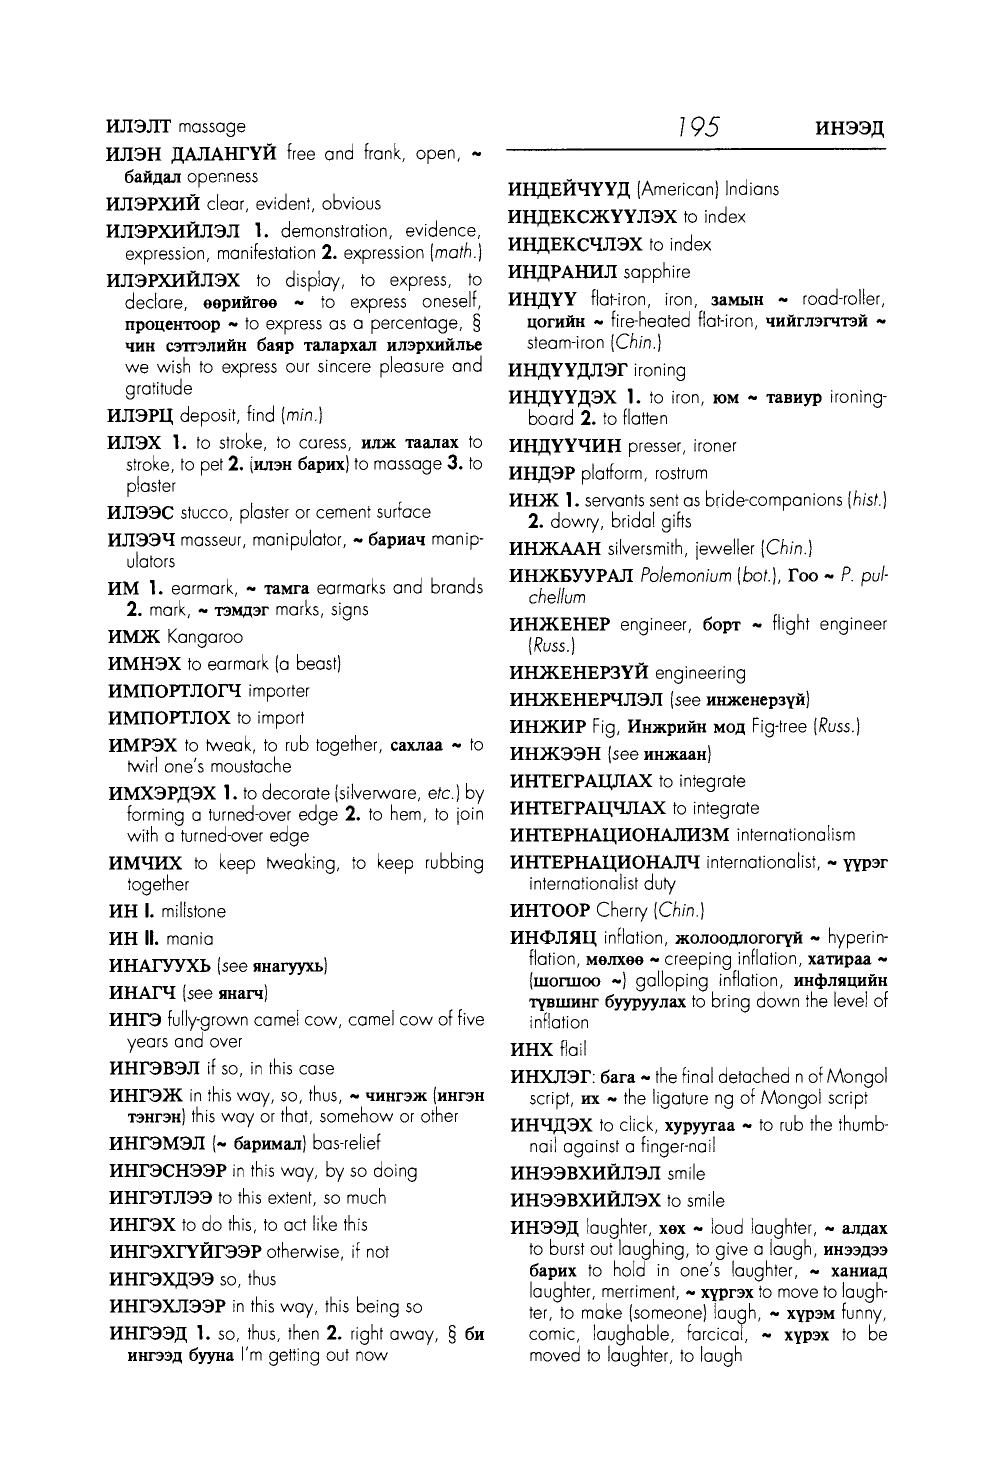 ИЛЭЛТ massage
ИЛЭН ДАЛАНГҮЙ free and frank, open, ~
байдал openness
ИЛЭРХИЙ clear, evident, obvious
ИЛЭРХИЙЛЭЛ 1. demonstration, evidence,
expression, manifestation 2. expression (math.)
ИЛЭРХИЙЛЭХ to display, to express, to
declare, өөрийгөө ~ to express oneself,
процентоор ~ to express as a percentage, §
чин сэтгэлийн баяр талархал илэрхийлье
we wish to express our sincere pleasure and
gratitude
ИЛЭРЦ deposit, find (min.)
ИЛЭХ 1. to stroke, to caress, илж таалах to
stroke, to pet 2. (илэн барих) to massage 3. to
plaster
ИЛЭЭС stucco, plaster or cement surface
ИЛЭЭЧ masseur, manipulator, ~ бариач manip-
ulators
ИМ 1. earmark, ~ тамга earmarks and brands
2. mark, ~ тэмдэг marks, signs
ИМЖ Kangaroo
ИМНЭХ to earmark (a beast)
ИМПОРТЛОГЧ importer
ИМПОРТЛОХ to import
ИМРЭХ to tweak, to rub together, сахлаа ~ to
twirl one's moustache
ИМХЭРДЭХ 1. to decorate (silverware, etc.) by
forming a turned-over edge 2. to hem, to join
with a turned-over edge
ИМЧИХ to keep tweaking, to keep rubbing
together
ИН I. millstone
ИН II. mania
ИНАГУУХЬ (see янагуухь)
ИНАГЧ (see янагч)
ИНГЭ fully-grown camel cow, camel cow of five
years and over
ИНГЭВЭЛ if so, in this case
ИНГЭЖ in this way, so, thus, ~ чингэж (ингэн
тэнгэн) this way or that, somehow or other
ИНГЭМЭЛ (~ баримал) bas-relief
ИНГЭСНЭЭР in this way, by so doing
ИНГЭТЛЭЭ to this extent, so much
ИНГЭХ to do this, to act like this
ИНГЭХГҮЙГЭЭР otherwise, if not
ИНГЭХДЭЭ so, thus
ИНГЭХЛЭЭР in this way, this being so
ИНГЭЭД 1. so, thus, then 2. right away, § би
ингээд бууна I'm getting out now
195 ИНЭЭД
ИНДЕЙЧҮҮД (American) Indians
ИНДЕКСЖҮҮЛЭХ to index
ИНДЕКСЧЛЭХ to index
ИНДРАНИЛ sapphire
ИНДҮҮ flat-iron, iron, замын ~ road-roller,
цогийн ~ fire-heated flat-iron, чийглэгчтэй ~
steam-iron (Chin.)
ИНДҮҮДЛЭГ ironing
ИНДҮҮДЭХ 1. to iron, юм ~ тавиур ironing-
board 2. to flatten
ИНДҮҮЧИН presser, ironer
ИНДЭР platform, rostrum
ИНЖ 1. servants sent as bride-companions (hist.)
2. dowry, bridal gifts
ИНЖААН silversmith, jeweller (Chin.)
ИНЖБУУРАЛ Polemonium (bot.), Гоо ~ P. pul-
chellum
ИНЖЕНЕР engineer, борт ~ flight engineer
(Russ.)
ИНЖЕНЕРЗҮЙ engineering
ИНЖЕНЕРЧЛЭЛ (see инженерзүй)
ИНЖИР Fig, Инжрийн мод Fig-tree (Russ.)
ИНЖЭЭН (see инжаан)
ИНТЕГРАЦЛАХ to integrate
ИНТЕГРАЦЧЛАХ to integrate
ИНТЕРНАЦИОНАЛИЗМ internationalism
ИНТЕРНАЦИОНАЛЧ internationalist, ~ үүрэг
internationalist duty
ИНТООР Cherry (Chin.)
ИНФЛЯЦ inflation, жолоодлогогүй ~ hyperin-
flation, мөлхөө ~ creeping inflation, хатираа ~
(шогшоо ~) galloping inflation, инфляцийн
түвшинг бууруулах to bring down the level of
inflation
ИНХ flail
ИНХЛЭГ: бага ~ the final detached n of Mongol
script, их ~ the ligature ng of Mongol script
ИНЧДЭХ to click, хуруугаа ~ to rub the thumb-
nail against a finger-nail
ИНЭЭВХИЙЛЭЛ smile
ИНЭЭВХИЙЛЭХ to smile
ИНЭЭД laughter, хөх ~ loud laughter, ~ алдах
to burst out laughing, to give a laugh, инээдээ
барих to hold in one's laughter, ~ ханиад
laughter, merriment, ~ хүргэх to move to laugh-
ter, to make (someone) laugh, ~ хүрэм funny,
comic, laughable, farcical, ~ хүрэх to be
moved to laughter, to laugh